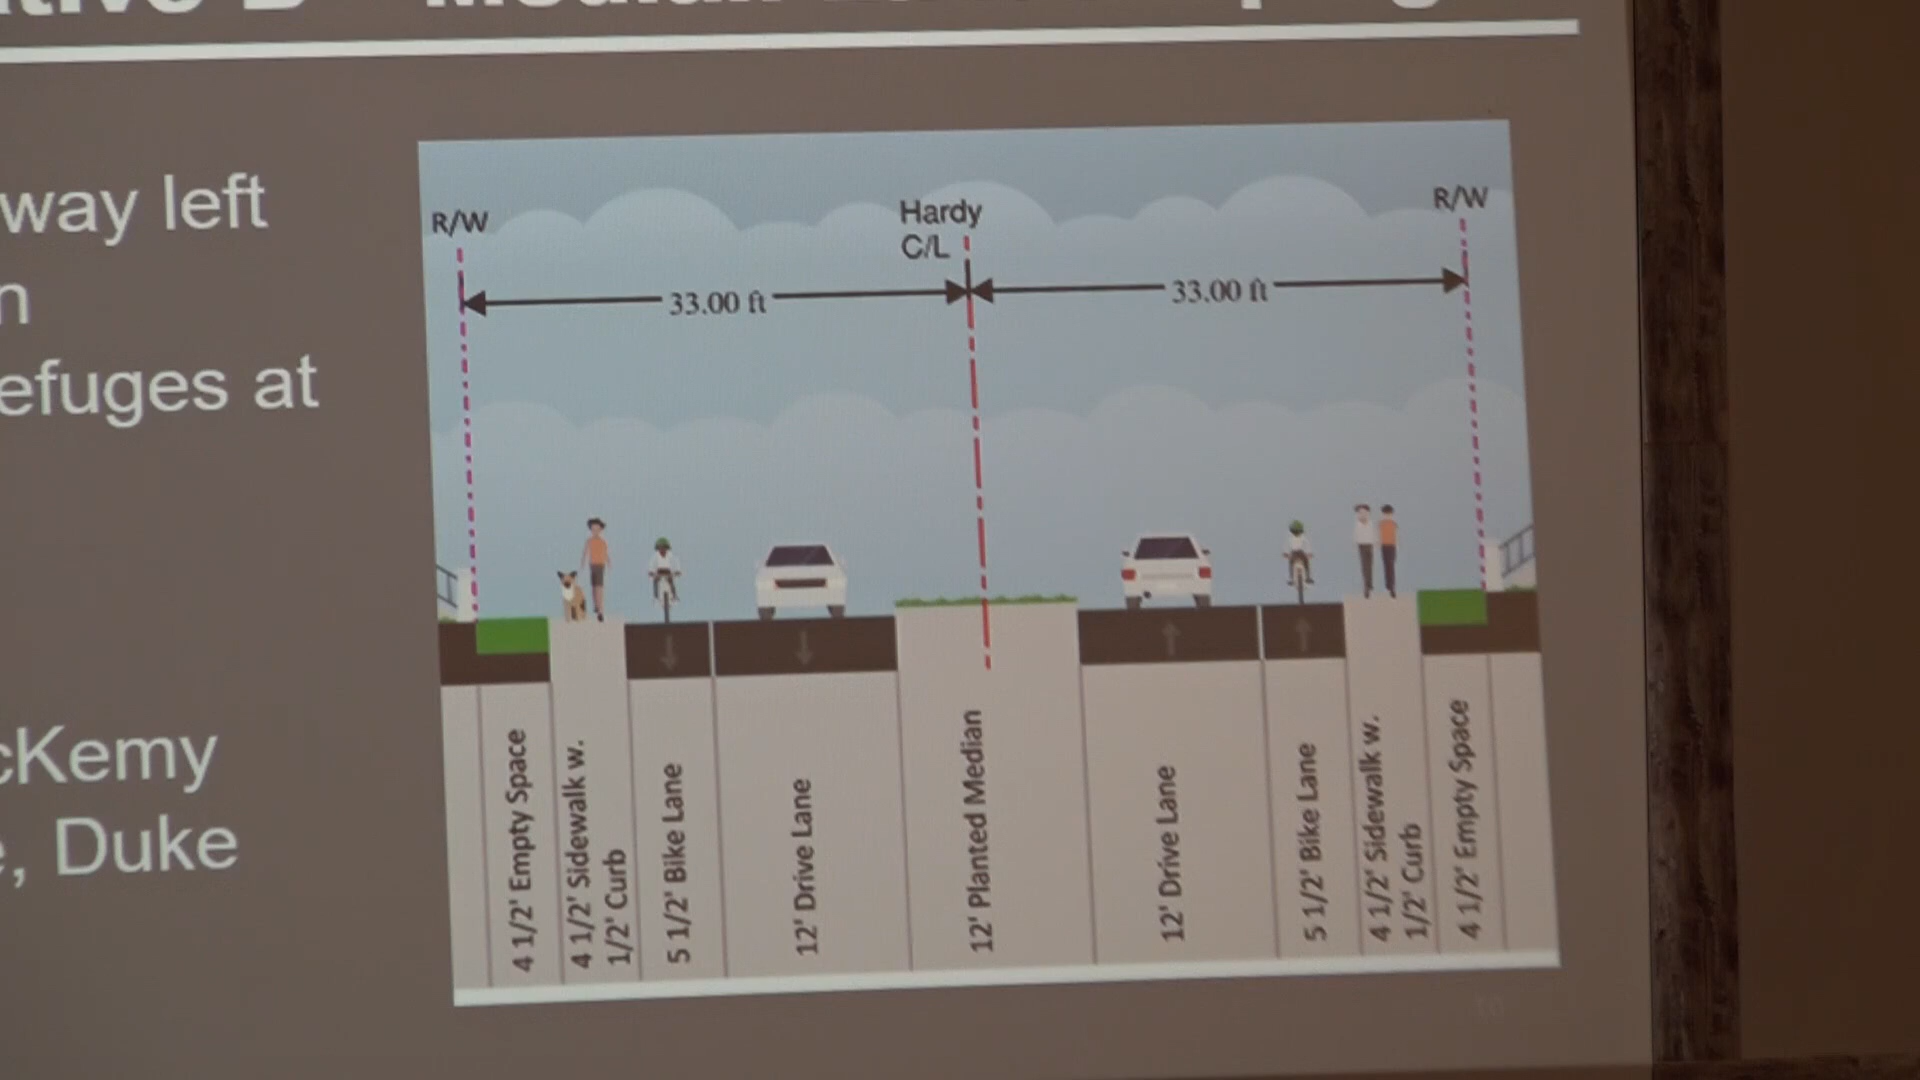 way left
n
efuges at
cKemy
e, Duke
R/W
Hardy
C/L
R/W
33.00 ft
33.00 ft
4 1/2' Empty Space
4 1/2' Sidewalk w.
1/2' Curb
5 1/2' Bike Lane
12' Drive Lane
12' Planted Median
12' Drive Lane
5 1/2' Bike Lane
4 1/2' Sidewalk w.
1/2' Curb
4 1/2' Empty Space